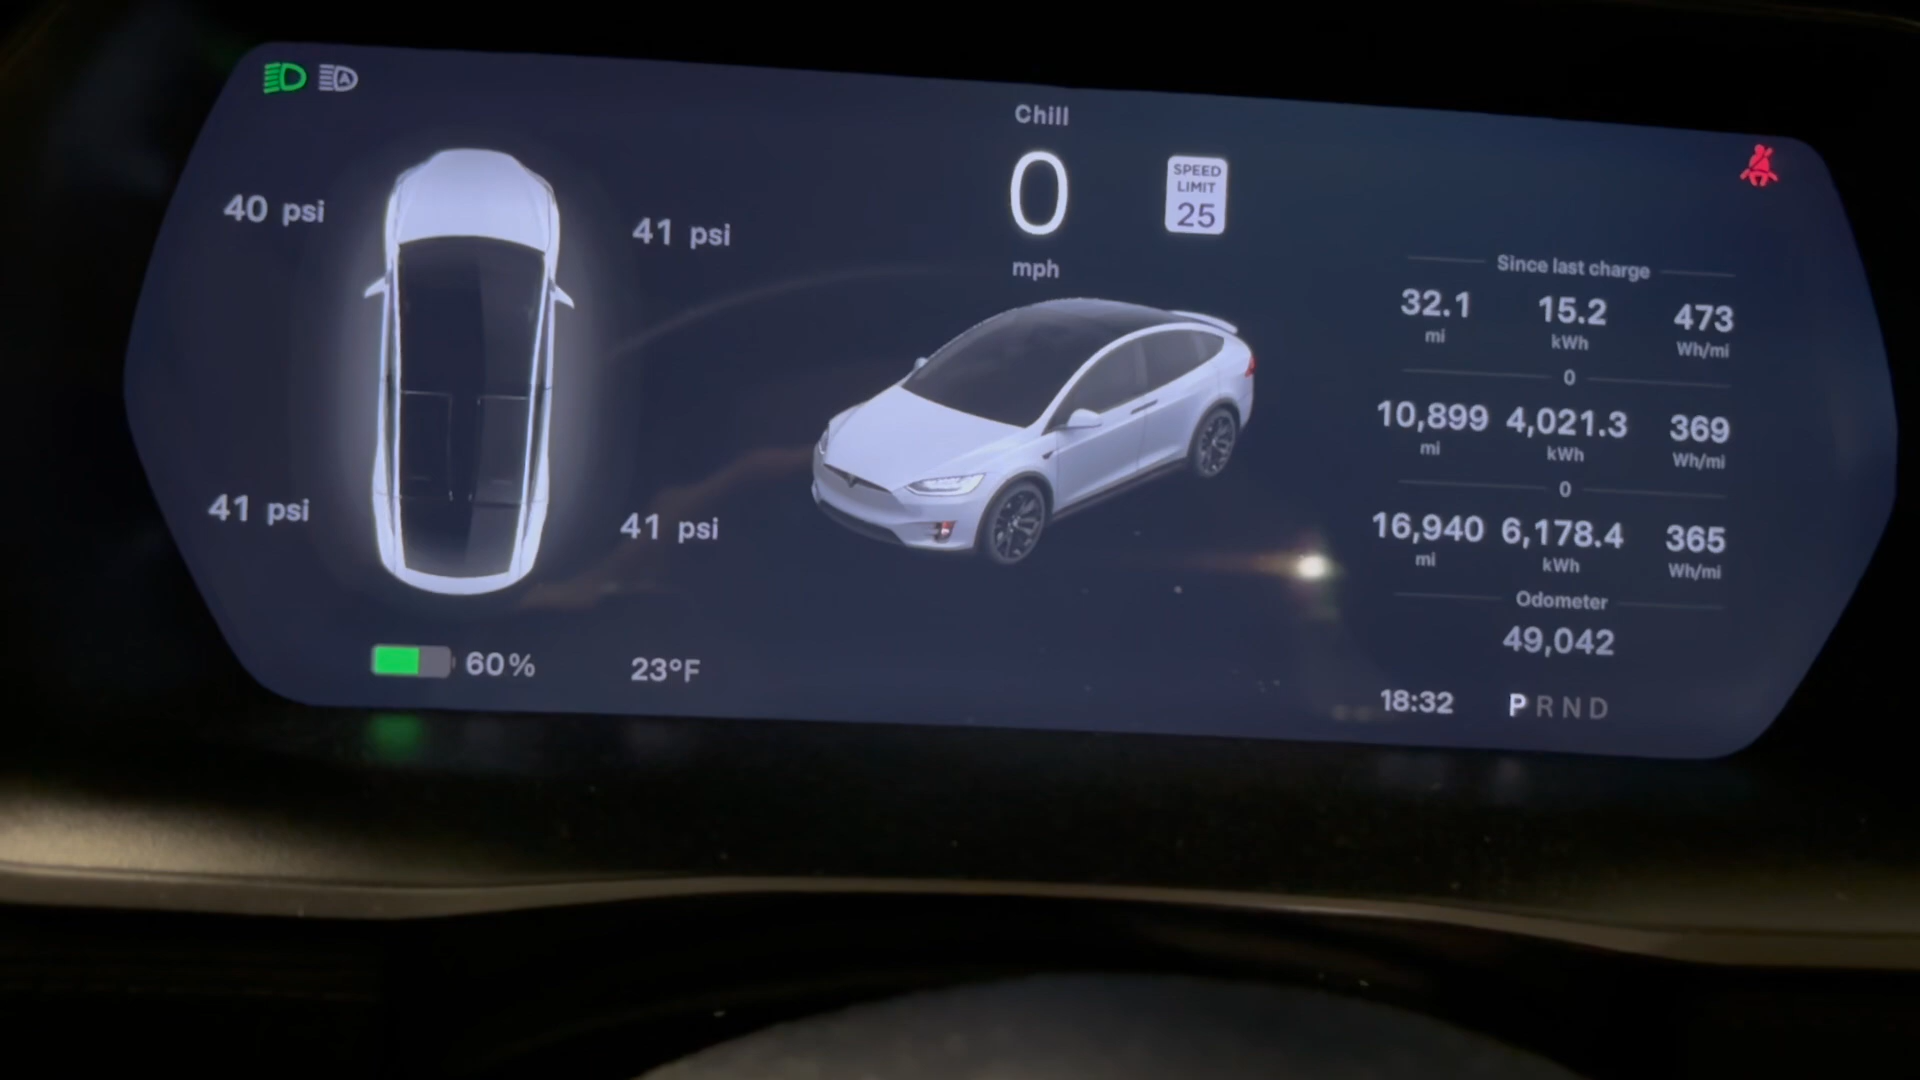 A
Chill
0
mph
SPEED
LIMIT
25
40 psi
41 psi
41 psi
41 psi
60%
23°F
Since last charge
32.1 15.2 473
mi kWh Wh/mi
0
10,899 4,021.3 369
mi kWh Wh/mi
0
16,940 6,178.4 365
mi kWh Wh/mi
Odometer
49,042
18:32 P R N D